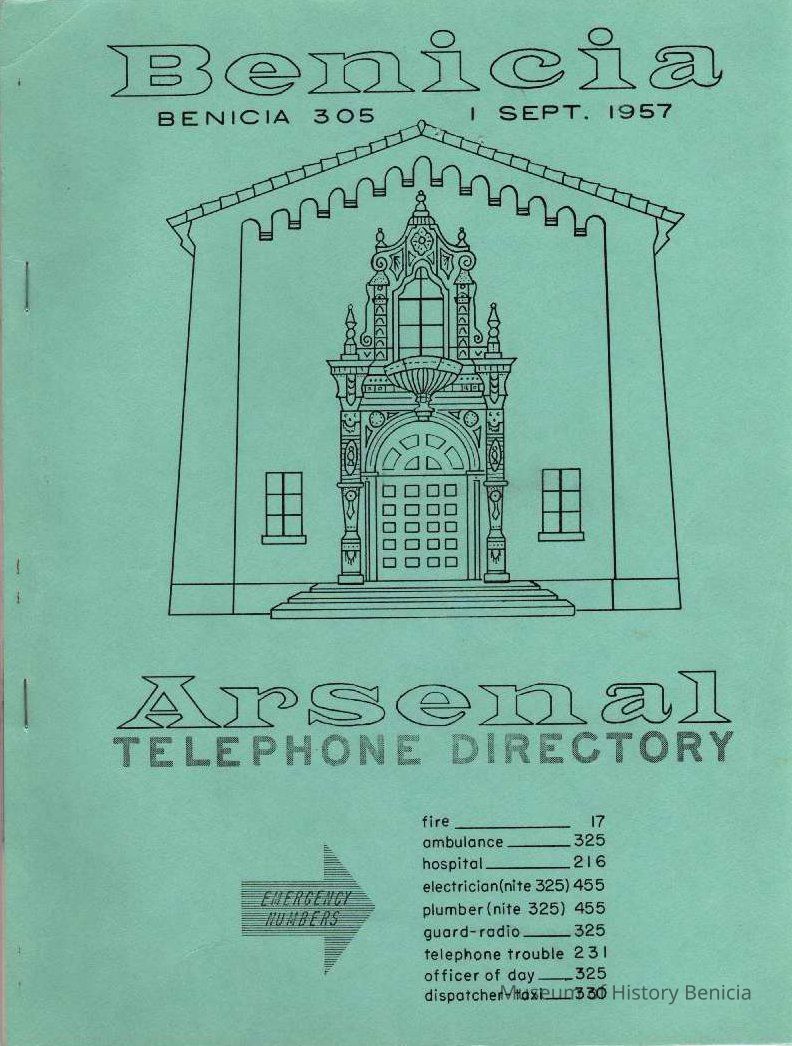 Benicia
BENICIA 305 1 SEPT. 1957
Arsenal
TELEPHONE DIRECTORY
EMERGENCY
NUMBERS
fire 17
ambulance 325
hospital 216
electrician(nite 325) 455
plumber(nite 325) 455
guard-radio 325
telephone trouble 231
officer of day 325
dispatcher-taxi 330
Museum of History Benicia